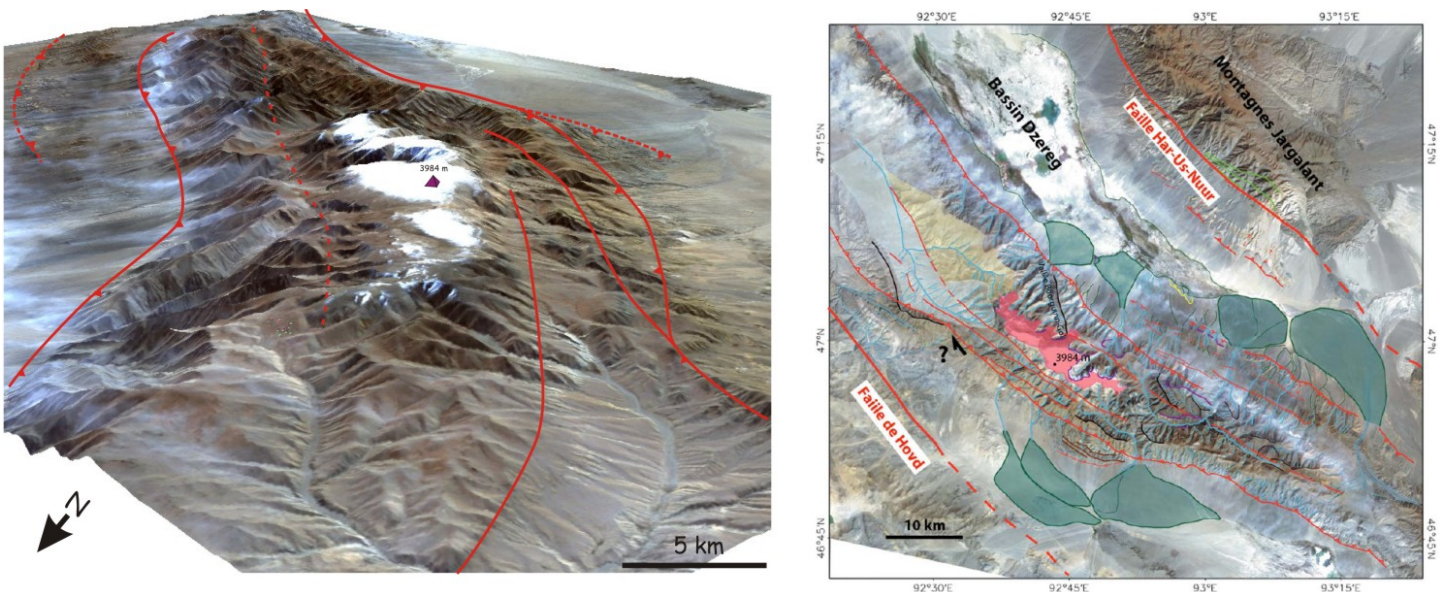 3984 m
N
5 km
92°30'E
92°45'E
93°E
93°15'E
47°15'N
47°N
46°45'N
Bassin Dzereg
Faille Har-Us-Nuur
Montagnes Jargalant
47°15'N
47°N
46°45'N
3984 m
?
Faille de Hovd
10 km
92°30'E
92°45'E
93°E
93°15'E